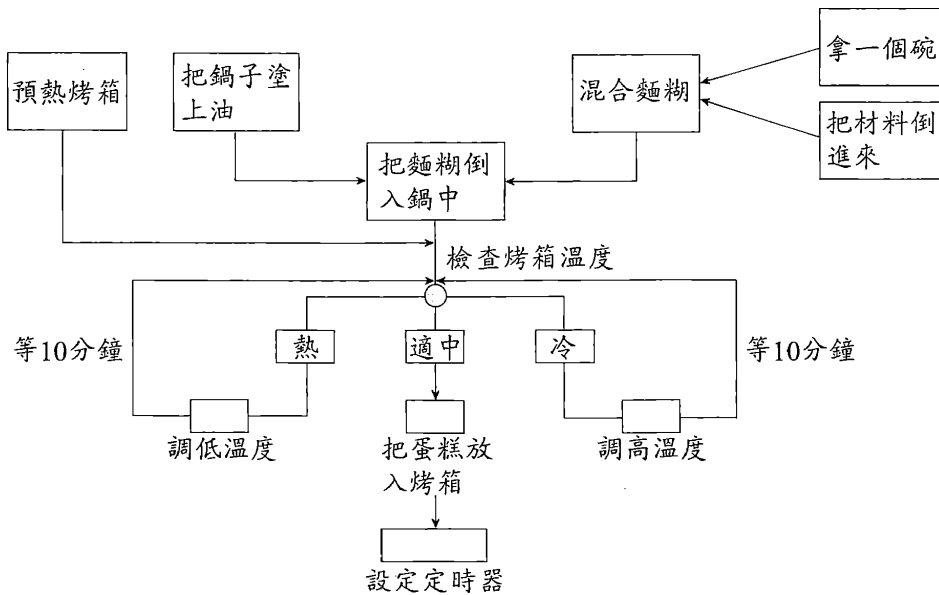 預熱烤箱
把鍋子塗
上油
混合麵糊
拿一個碗
把材料倒
進來
把麵糊倒
入鍋中
檢查烤箱溫度
等10分鐘
熱
適中
冷
等10分鐘
調低溫度
把蛋糕放
入烤箱
調高溫度
設定定時器